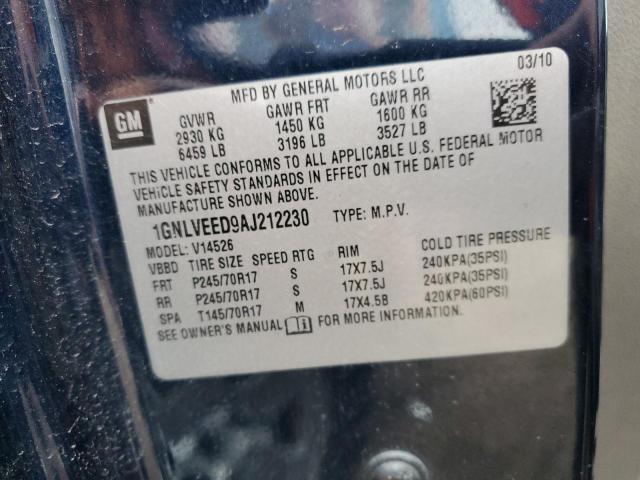 MFD BY GENERAL MOTORS LLC 03/10
GM
GVWR GAWR FRT GAWR RR
2930 KG 1450 KG 1600 KG
6459 LB 3196 LB 3527 LB
THIS VEHICLE CONFORMS TO ALL APPLICABLE U.S. FEDERAL MOTOR
VEHICLE SAFETY STANDARDS IN EFFECT ON THE DATE OF
MANUFACTURE SHOWN ABOVE.
1GNLVEED9AJ212230 TYPE: M.P.V.
MODEL: V14526
VBBD TIRE SIZE SPEED RTG RIM COLD TIRE PRESSURE
FRT P245/70R17 S 17X7.5J 240KPA(35PSI)
RR P245/70R17 S 17X7.5J 240KPA(35PSI)
SPA T145/70R17 M 17X4.5B 420KPA(60PSI)
SEE OWNER'S MANUAL FOR MORE INFORMATION.